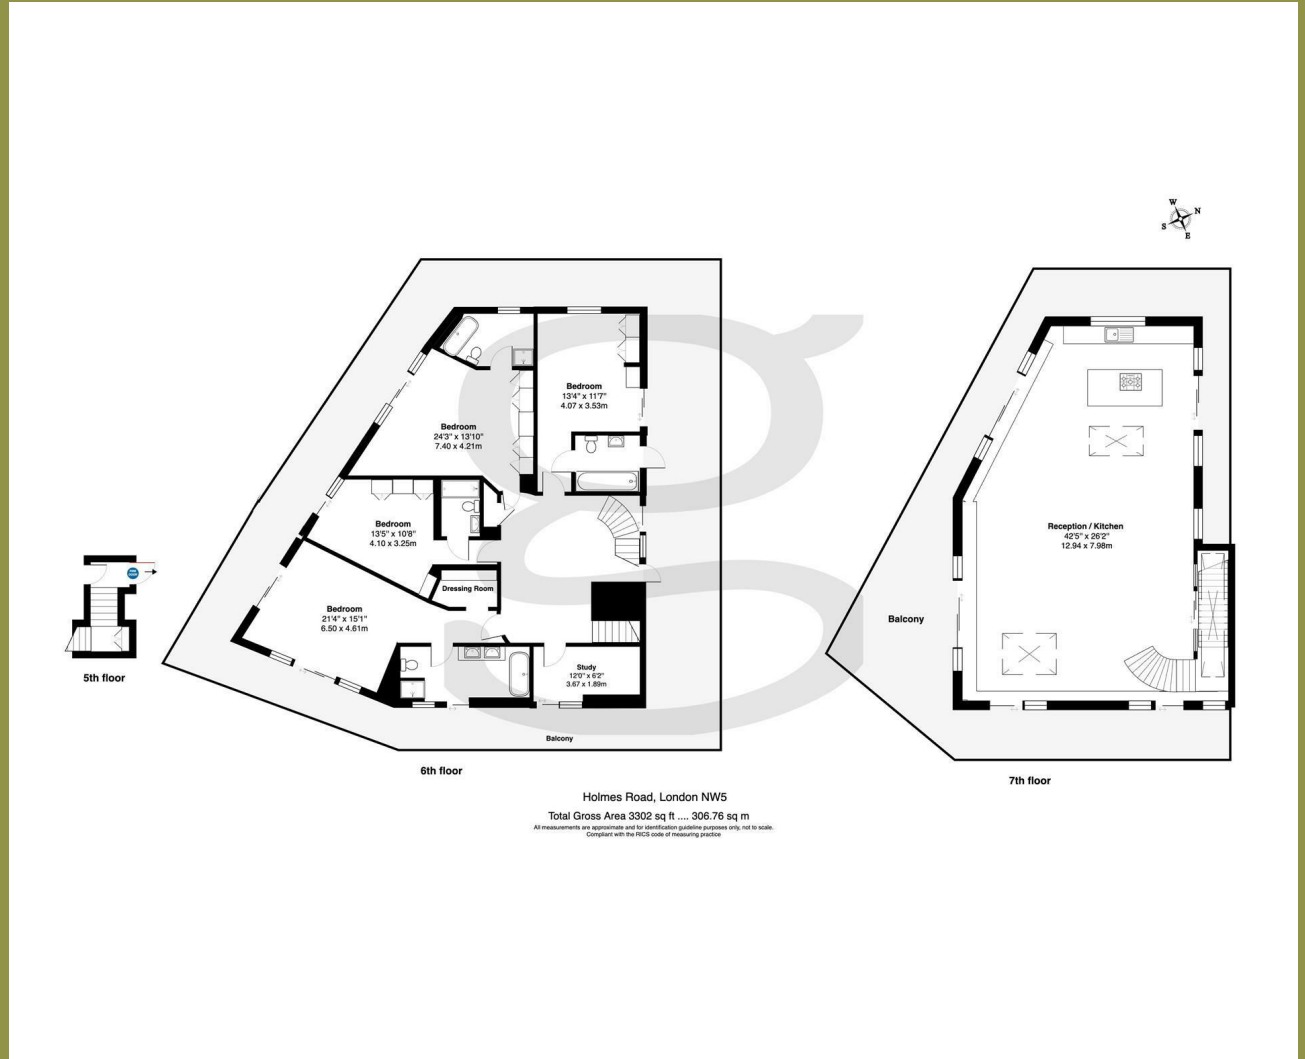 W
N
S
E
Bedroom
13'4" x 11'7"
4.07 x 3.53m
Bedroom
24'3" x 13'10"
7.40 x 4.21m
Bedroom
13'5" x 10'8"
4.10 x 3.25m
Dressing Room
Bedroom
21'4" x 15'1"
6.50 x 4.61m
Study
12'0" x 6'2"
3.67 x 1.89m
Balcony
5th floor
6th floor
Reception / Kitchen
42'5" x 26'2"
12.94 x 7.98m
Balcony
7th floor
g
Holmes Road, London NW5
Total Gross Area 3302 sq ft .... 306.76 sq m
All measurements are approximate and for identification guideline purposes only, not to scale.
Compliant with the RICS code of measuring practice